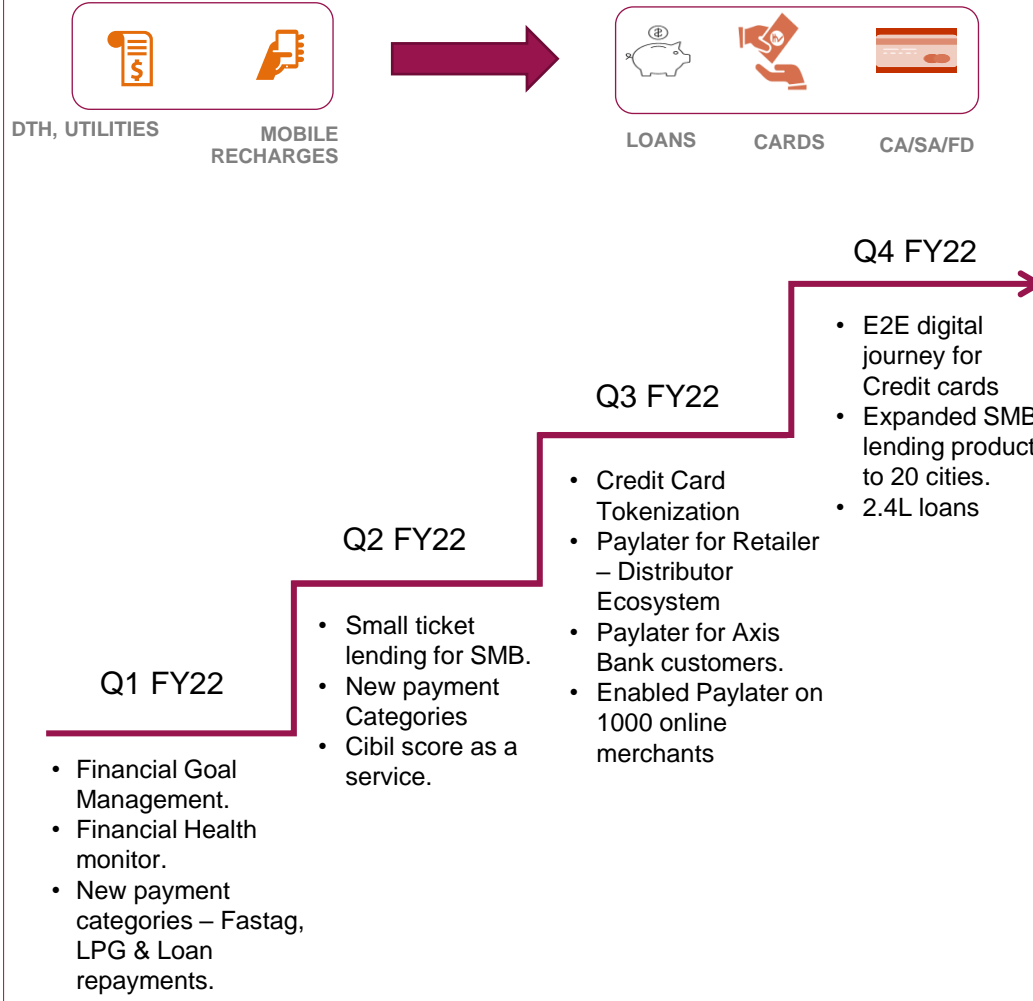 DTH, UTILITIES
MOBILE
RECHARGES
LOANS
CARDS
CA/SA/FD
Q4 FY22
• E2E digital
journey for
Credit cards
• Expanded SMB
lending product
to 20 cities.
• 2.4L loans
Q3 FY22
• Credit Card
Tokenization
• Paylater for Retailer
– Distributor
Ecosystem
• Paylater for Axis
Bank customers.
• Enabled Paylater on
1000 online
merchants
Q2 FY22
• Small ticket
lending for SMB.
• New payment
Categories
• Cibil score as a
service.
Q1 FY22
• Financial Goal
Management.
• Financial Health
monitor.
• New payment
categories – Fastag,
LPG & Loan
repayments.